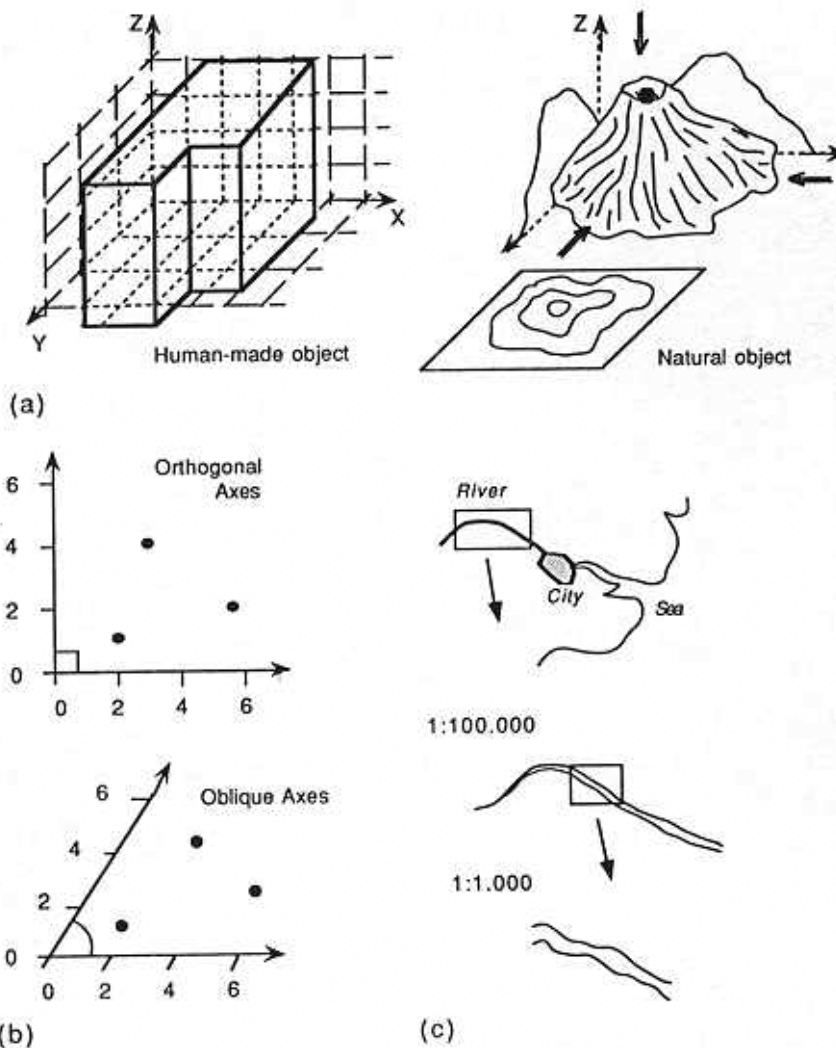 Z
X
Y
Human-made object
Z
Natural object
(a)
Orthogonal
Axes
6
4
2
0
0 2 4 6
Oblique Axes
6
4
2
0
0 2 4 6
(b)
River
City
Sea
1:100.000
1:1.000
(c)